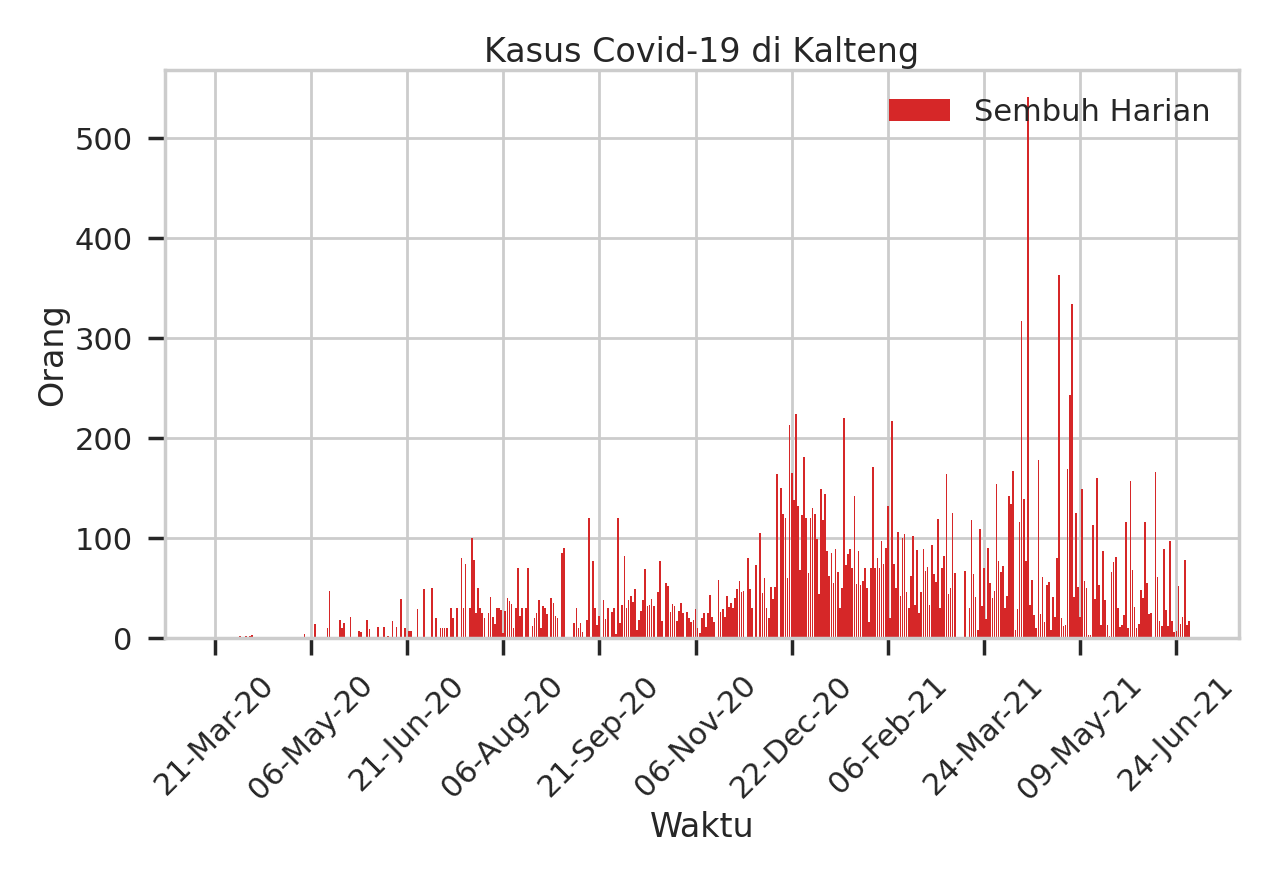 Kasus Covid-19 di Kalteng
Sembuh Harian
Orang
500
400
300
200
100
0
21-Mar-20
06-May-20
21-Jun-20
06-Aug-20
21-Sep-20
06-Nov-20
22-Dec-20
06-Feb-21
24-Mar-21
09-May-21
24-Jun-21
Waktu